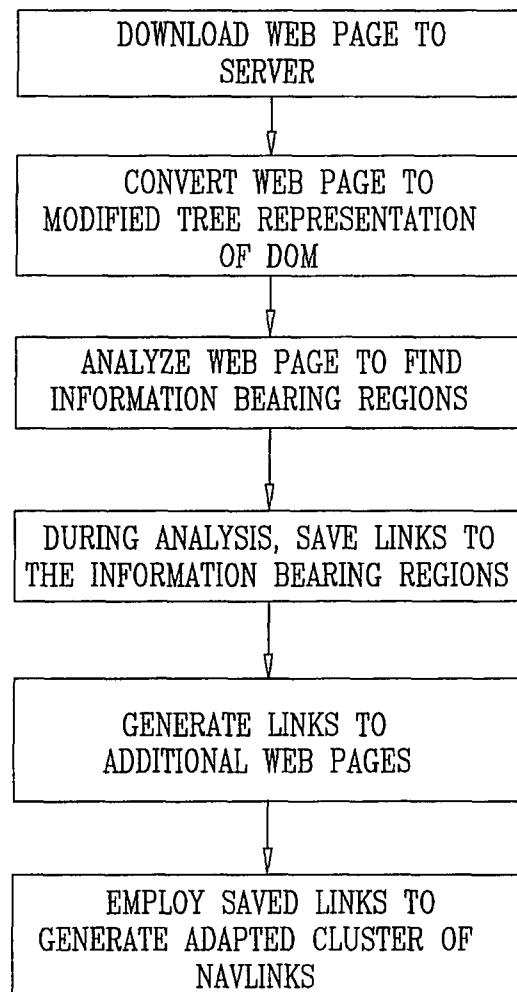 DOWNLOAD WEB PAGE TO
SERVER
CONVERT WEB PAGE TO
MODIFIED TREE REPRESENTATION
OF DOM
ANALYZE WEB PAGE TO FIND
INFORMATION BEARING REGIONS
DURING ANALYSIS, SAVE LINKS TO
THE INFORMATION BEARING REGIONS
GENERATE LINKS TO
ADDITIONAL WEB PAGES
EMPLOY SAVED LINKS TO
GENERATE ADAPTED CLUSTER OF
NAVLINKS